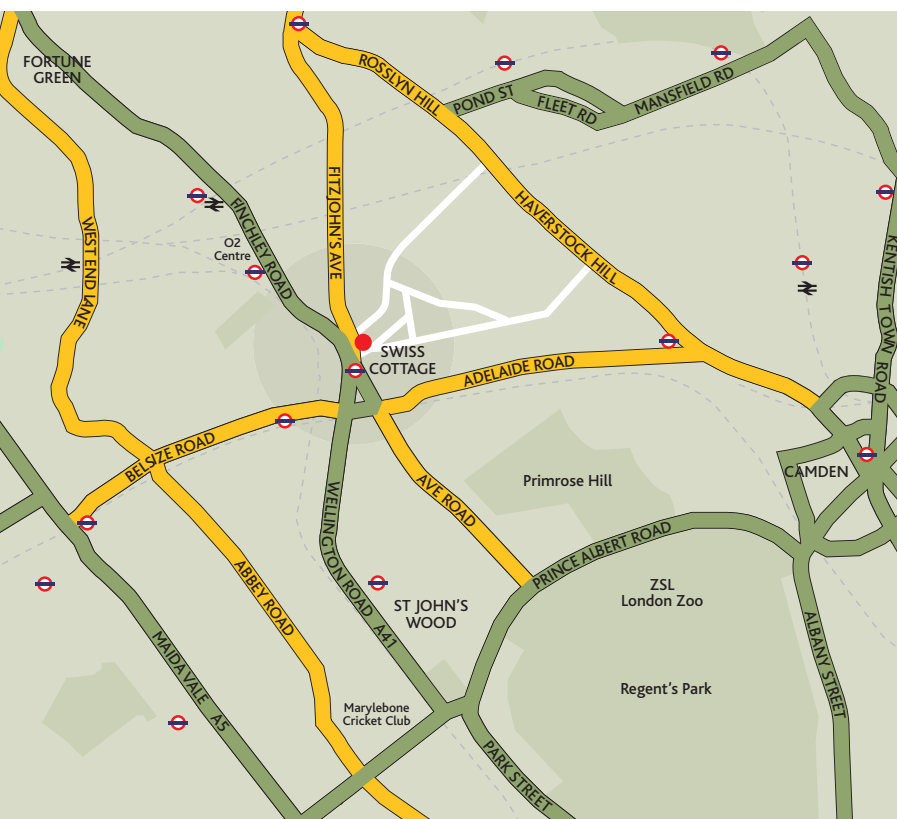 FORTUNE
GREEN
ROSSLYN HILL
POND ST
FLEET RD
MANSFIELD RD
FITZJOHN'S AVE
FINCHLEY ROAD
O2
Centre
WEST END LANE
HAVERSTOCK HILL
KENTISH TOWN ROAD
SWISS
COTTAGE
ADELAIDE ROAD
BELSIZE ROAD
CAMDEN
Primrose Hill
AVE ROAD
WELLINGTON ROAD A41
PRINCE ALBERT ROAD
ABBEY ROAD
ST JOHN'S
WOOD
ZSL
London Zoo
ALBANY STREET
MAIDA VALE A5
Regent's Park
Marylebone
Cricket Club
PARK STREET